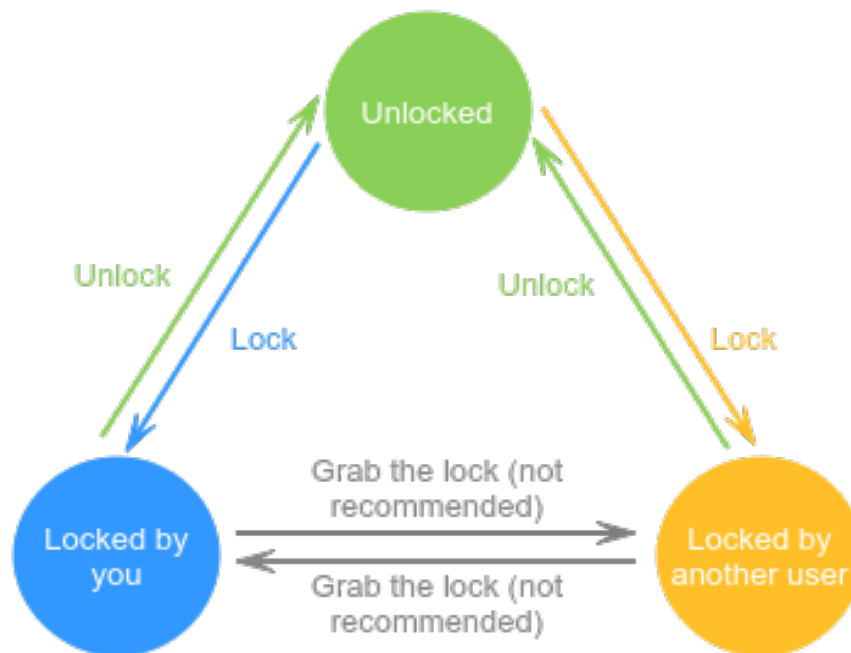 Unlocked
Unlock
Unlock
Lock
Lock
Grab the lock (not
recommended)
Locked by
you
Locked by
another user
Grab the lock (not
recommended)